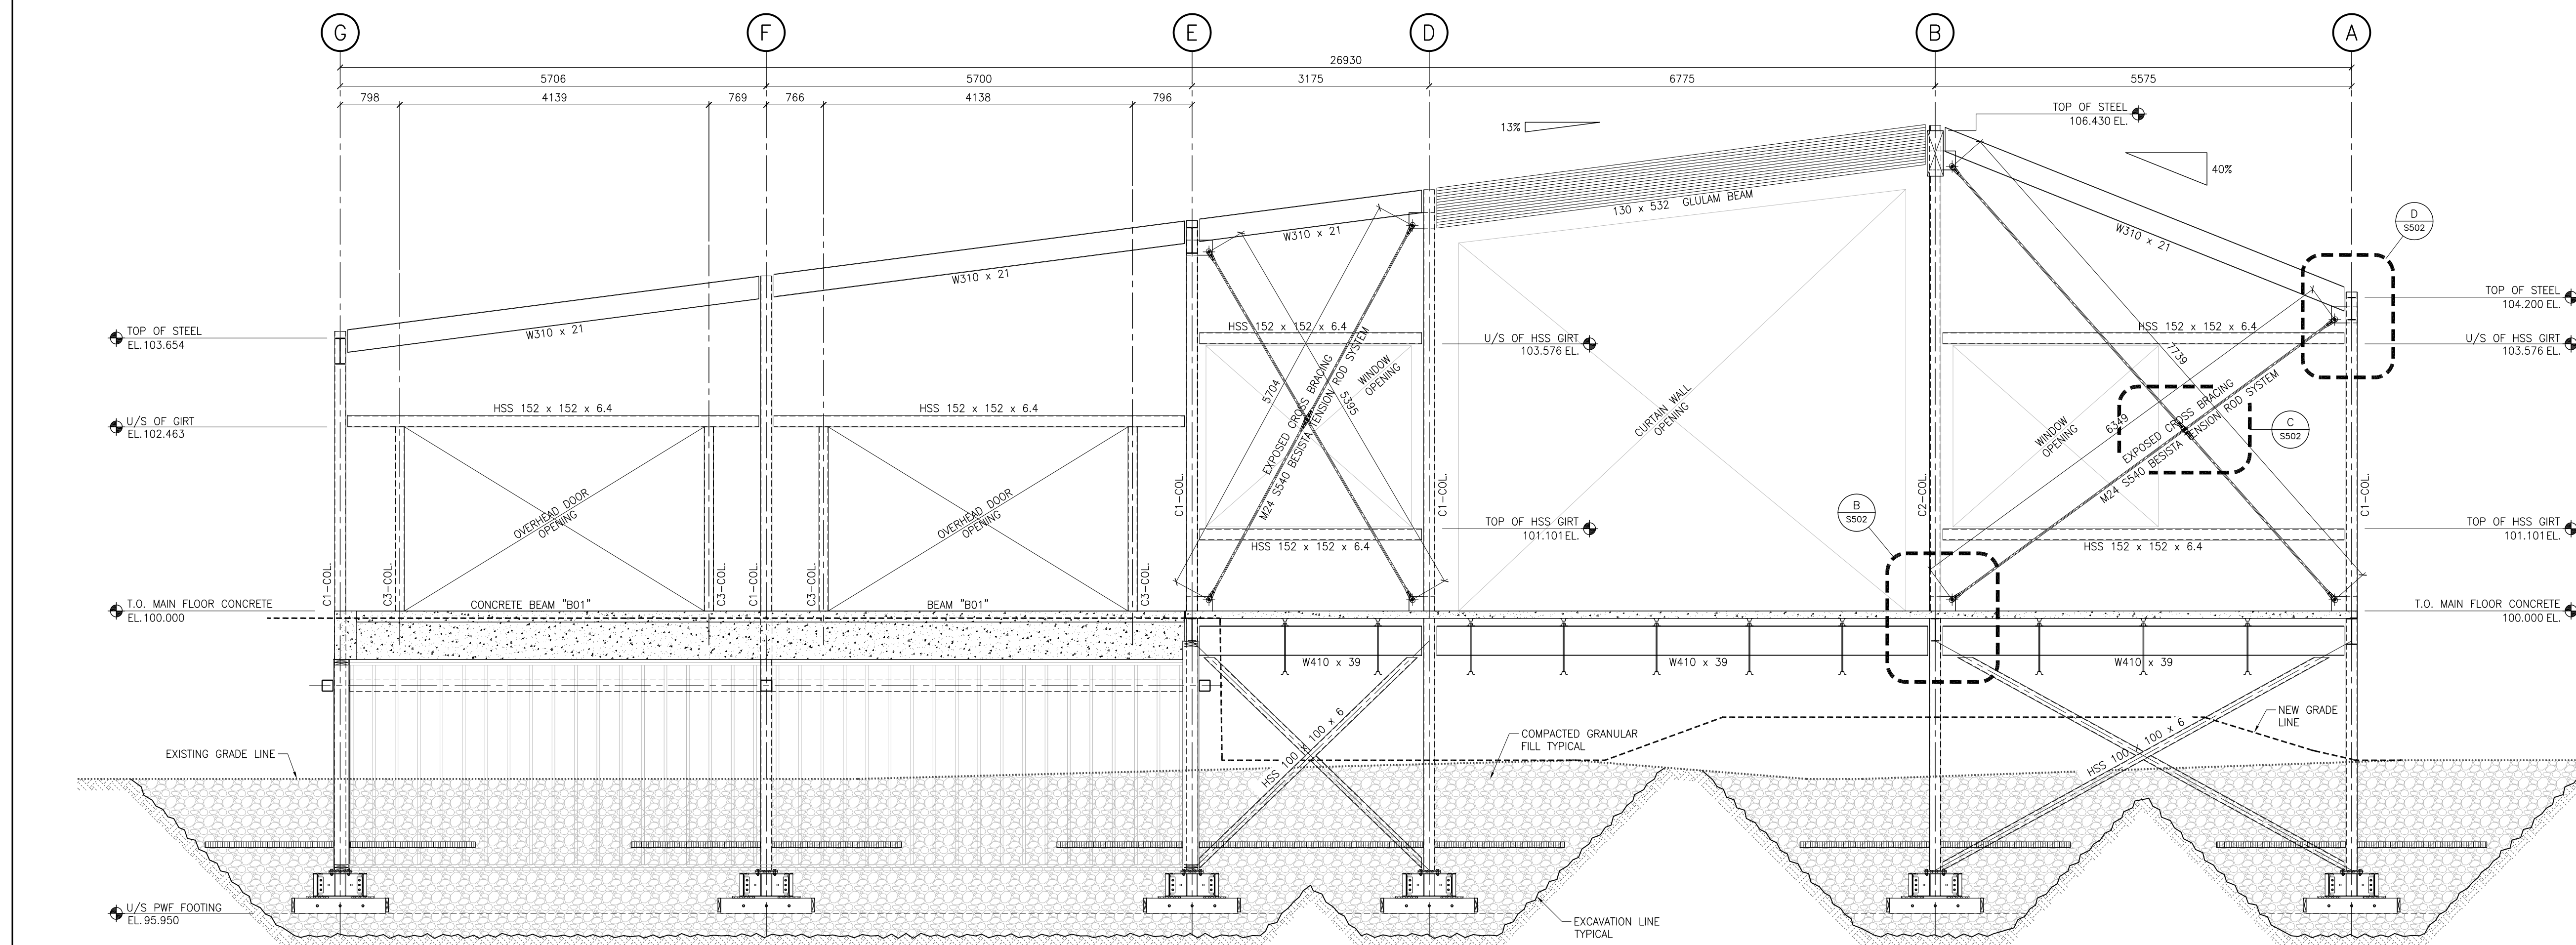 G
F
E
D
B
A
26930
5706
5700
3175
6775
5575
798
4139
769
766
4138
796
13%
TOP OF STEEL
106.430 EL.
40%
D
S502
130 x 532 GLULAM BEAM
W310 x 21
W310 x 21
W310 x 21
W310 x 21
TOP OF STEEL
EL.103.654
TOP OF STEEL
104.200 EL.
HSS 152 x 152 x 6.4
HSS 152 x 152 x 6.4
U/S OF HSS GIRT
103.576 EL.
U/S OF HSS GIRT
103.576 EL.
7739
5704
5395
EXPOSED CROSS BRACING
M24 S540 BESISTA TENSION ROD SYSTEM
WINDOW
OPENING
CURTAIN WALL
OPENING
WINDOW
OPENING
6349
EXPOSED CROSS BRACING
M24 S540 BESISTA TENSION ROD SYSTEM
C
S502
HSS 152 x 152 x 6.4
HSS 152 x 152 x 6.4
U/S OF GIRT
EL.102.463
OVERHEAD DOOR
OPENING
OVERHEAD DOOR
OPENING
C1-COL.
C1-COL.
C2-COL.
C1-COL.
B
S502
TOP OF HSS GIRT
101.101 EL.
TOP OF HSS GIRT
101.101 EL.
HSS 152 x 152 x 6.4
HSS 152 x 152 x 6.4
C1-COL.
C3-COL.
C3-COL.
C1-COL.
C3-COL.
C3-COL.
T.O. MAIN FLOOR CONCRETE
EL.100.000
CONCRETE BEAM "B01"
BEAM "B01"
T.O. MAIN FLOOR CONCRETE
100.000 EL.
W410 x 39
W410 x 39
W410 x 39
NEW GRADE
LINE
HSS 100 x 100 x 6
HSS 100 x 100 x 6
COMPACTED GRANULAR
FILL TYPICAL
EXISTING GRADE LINE
U/S PWF FOOTING
EL.95.950
EXCAVATION LINE
TYPICAL